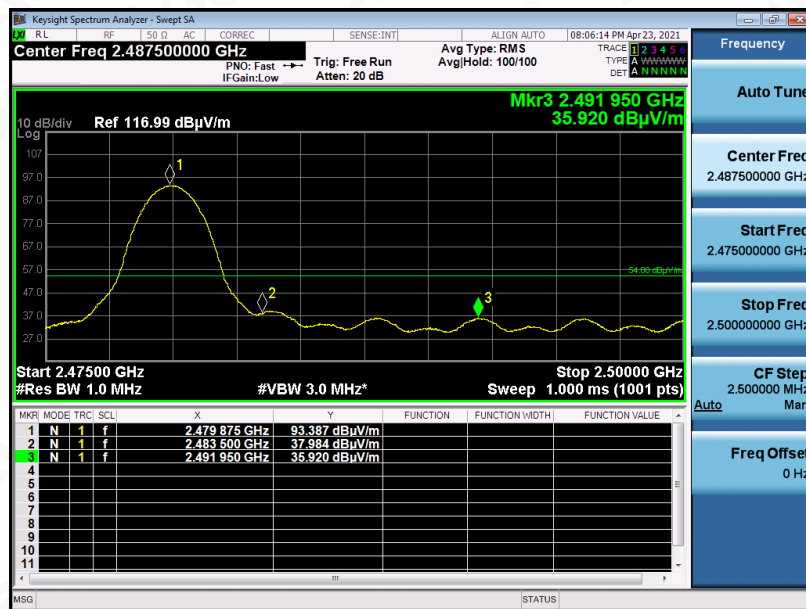 Keysight Spectrum Analyzer - Swept SA
LXI RL RF 50 Ω AC CORREC SENSE:INT ALIGN AUTO 08:06:14 PM Apr 23, 2021
Center Freq 2.487500000 GHz
PNO: Fast
IFGain:Low
Trig: Free Run
Atten: 20 dB
Avg Type: RMS
Avg|Hold: 100/100
TRACE 1 2 3 4 5 6
TYPE A W W W W W
DET A N N N N N
Mkr3 2.491 950 GHz
35.920 dBµV/m
10 dB/div Ref 116.99 dBµV/m
Log
107
97.0
87.0
77.0
67.0
57.0
47.0
37.0
27.0
1
2
3
54.00 dBµV/m
Start 2.47500 GHz Stop 2.50000 GHz
#Res BW 1.0 MHz #VBW 3.0 MHz* Sweep 1.000 ms (1001 pts)
MKR MODE TRC SCL X Y FUNCTION FUNCTION WIDTH FUNCTION VALUE
1 N 1 f 2.479 875 GHz 93.387 dBµV/m
2 N 1 f 2.483 500 GHz 37.984 dBµV/m
3 N 1 f 2.491 950 GHz 35.920 dBµV/m
4
5
6
7
8
9
10
11
MSG STATUS
Frequency
Auto Tune
Center Freq
2.487500000 GHz
Start Freq
2.475000000 GHz
Stop Freq
2.500000000 GHz
CF Step
2.500000 MHz
Auto Man
Freq Offset
0 Hz